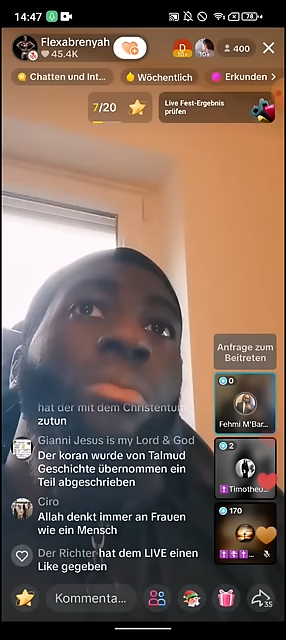 14:47
78
Flexabrenyah
45.4K
D
10+
10+
400
Chatten und Int...
Wöchentlich
Erkunden
7/20
Live Fest-Ergebnis
prüfen
Anfrage zum
Beitreten
0
Fehmi M'Bar...
2
Timotheu...
170
hat der mit dem Christentum
zutun
Gianni Jesus is my Lord & God
Der koran wurde von Talmud
Geschichte übernommen ein
Teil abgeschrieben
Ciro
Allah denkt immer an Frauen
wie ein Mensch
Der Richter hat dem LIVE einen
Like gegeben
Kommenta...
35